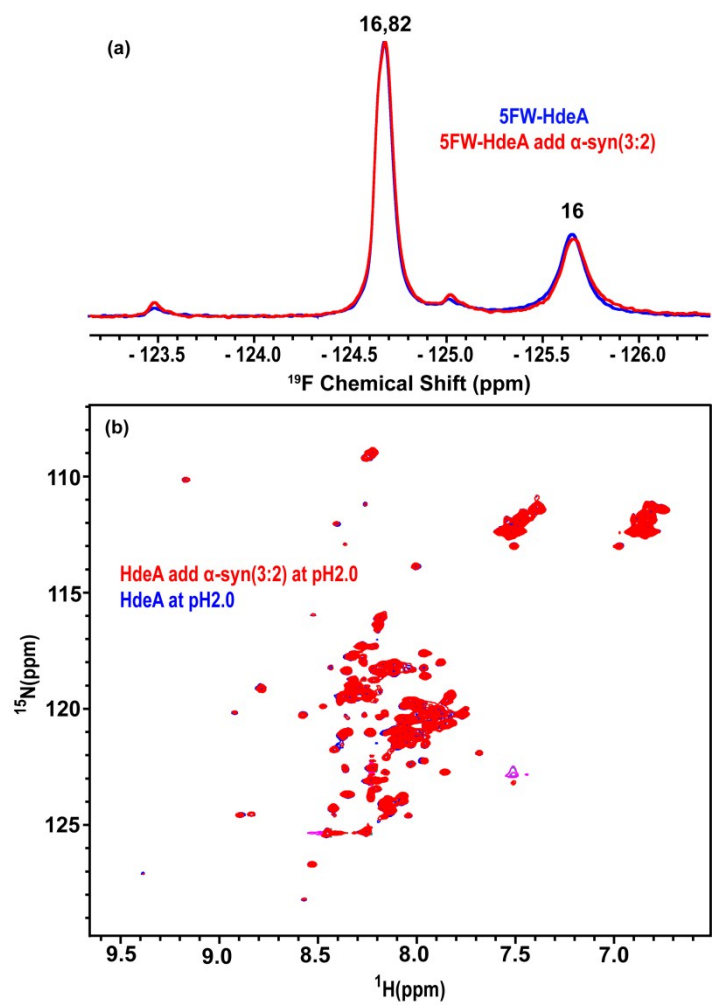 (a)
16,82
5FW-HdeA
5FW-HdeA add α-syn(3:2)
16
- 123.5 - 124.0 - 124.5 - 125.0 - 125.5 - 126.0
¹⁹F Chemical Shift (ppm)
(b)
110
HdeA add α-syn(3:2) at pH2.0
HdeA at pH2.0
115
¹⁵N(ppm)
120
125
9.5 9.0 8.5 8.0 7.5 7.0
¹H(ppm)